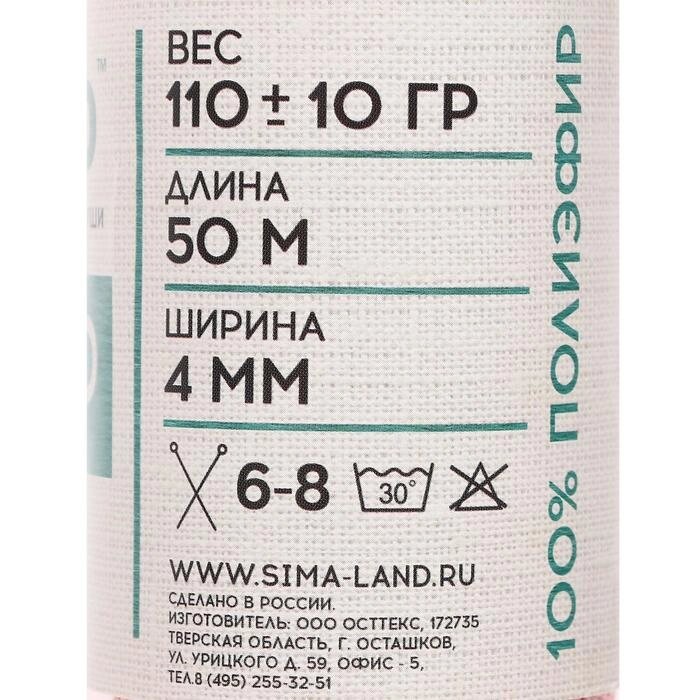 ВЕС
110 ± 10 ГР
ДЛИНА
50 М
ШИРИНА
4 ММ
6-8 30°
WWW.SIMA-LAND.RU
СДЕЛАНО В РОССИИ.
ИЗГОТОВИТЕЛЬ: ООО ОСТТЕКС, 172735
ТВЕРСКАЯ ОБЛАСТЬ, Г. ОСТАШКОВ,
УЛ. УРИЦКОГО Д. 59, ОФИС - 5,
ТЕЛ.8 (495) 255-32-51
100% ПОЛИЭФИР